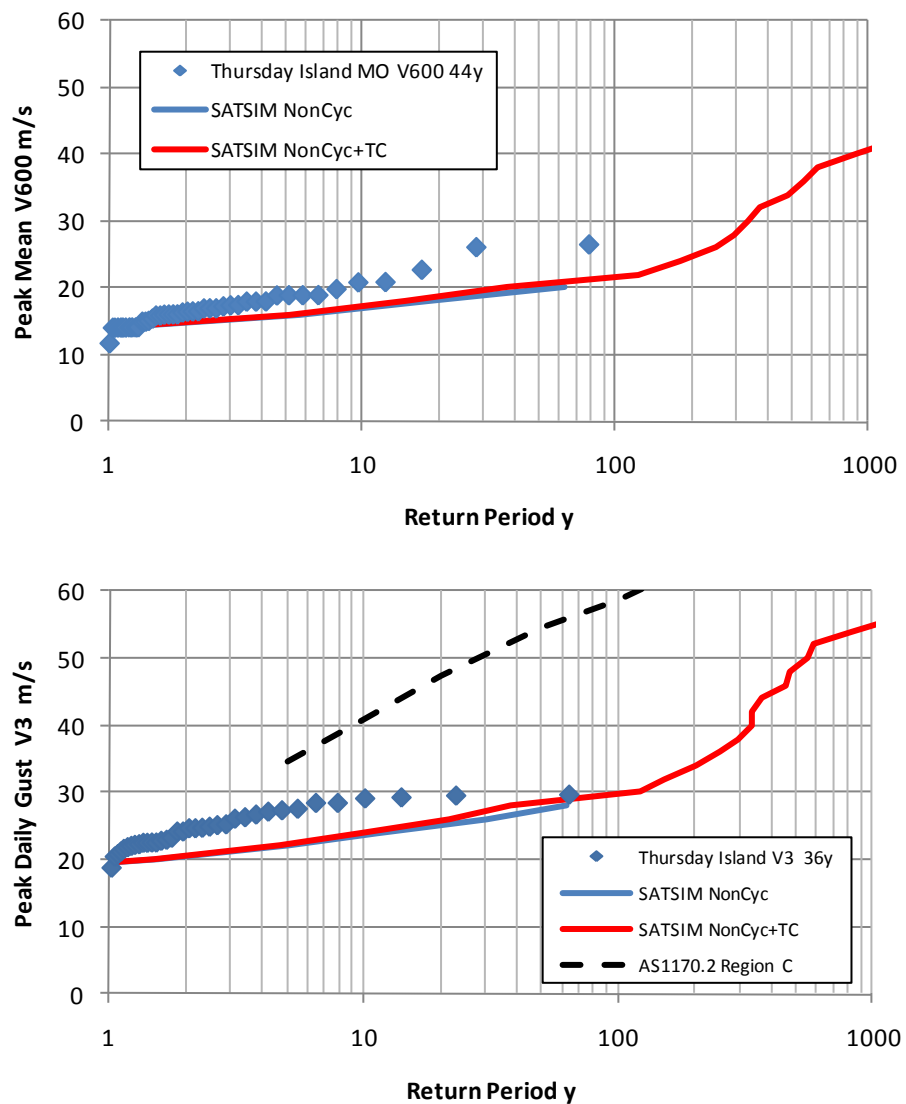 60
50
40
30
20
10
0
Peak Mean V600 m/s
Thursday Island MO V600 44y
SATSIM NonCyc
SATSIM NonCyc+TC
1 10 100 1000
Return Period y
60
50
40
30
20
10
0
Peak Daily Gust V3 m/s
Thursday Island V3 36y
SATSIM NonCyc
SATSIM NonCyc+TC
AS1170.2 Region C
1 10 100 1000
Return Period y